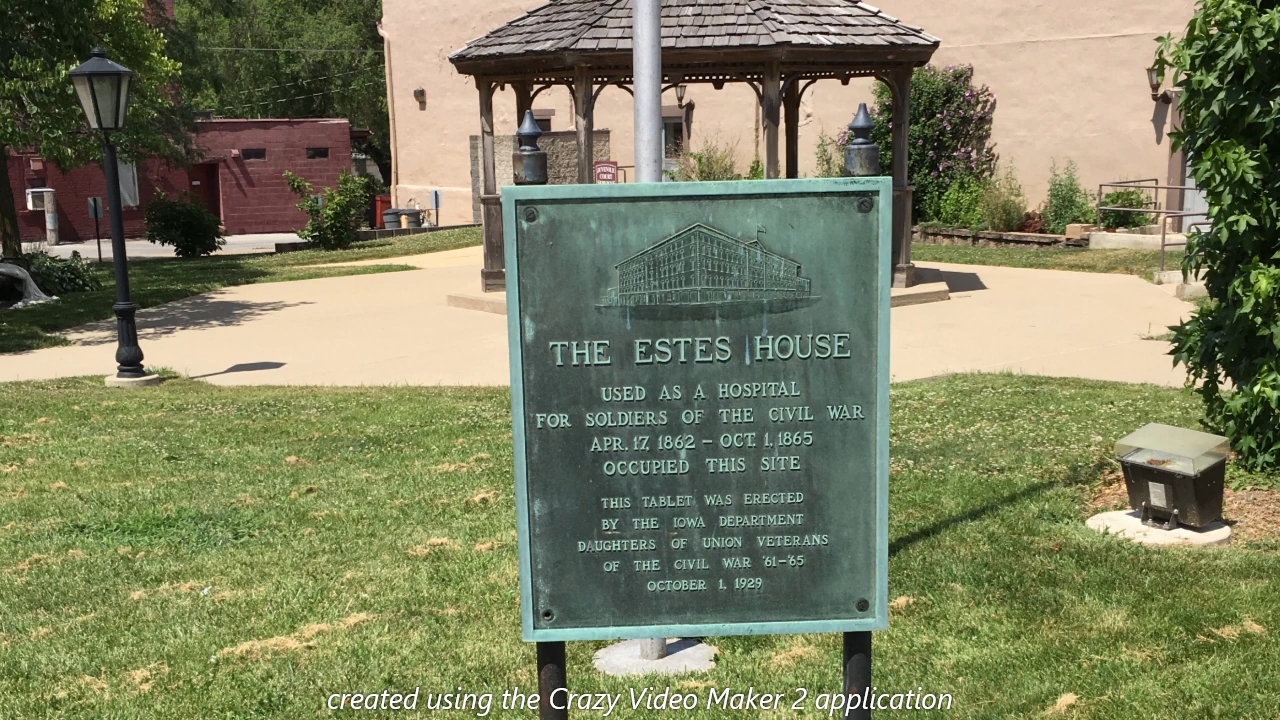 THE ESTES HOUSE
USED AS A HOSPITAL
FOR SOLDIERS OF THE CIVIL WAR
APR. 17, 1862 – OCT. 1, 1865
OCCUPIED THIS SITE
THIS TABLET WAS ERECTED
BY THE IOWA DEPARTMENT
DAUGHTERS OF UNION VETERANS
OF THE CIVIL WAR '61–'65
OCTOBER 1, 1929
JUVENILE
COURT
created using the Crazy Video Maker 2 application